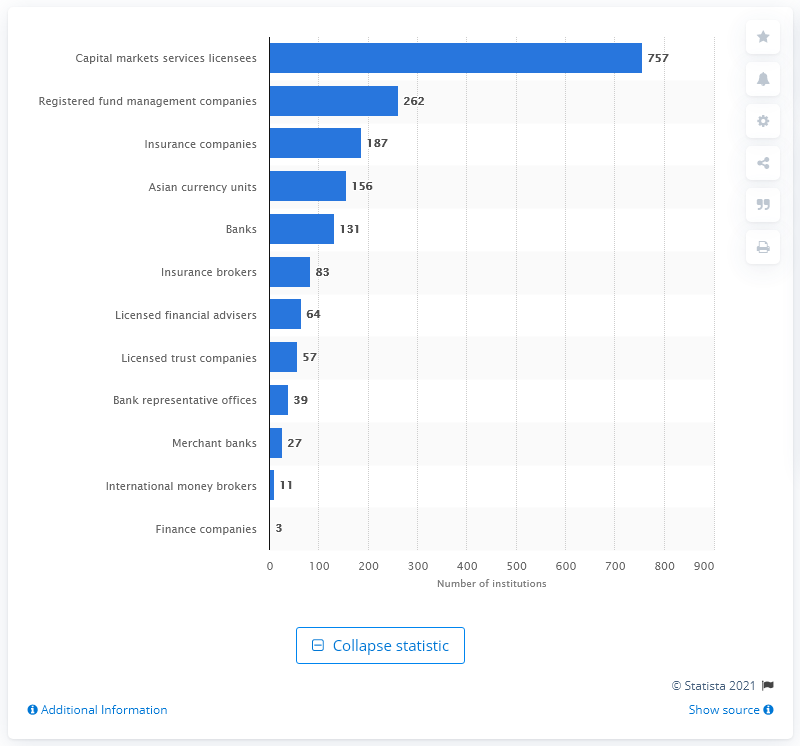 Capital markets services licensees 757
Registered fund management companies 262
Insurance companies 187
Asian currency units 156
Banks 131
Insurance brokers 83
Licensed financial advisers 64
Licensed trust companies 57
Bank representative offices 39
Merchant banks 27
International money brokers 11
Finance companies 3
0 100 200 300 400 500 600 700 800 900
Number of institutions
Collapse statistic
© Statista 2021
Additional Information Show source